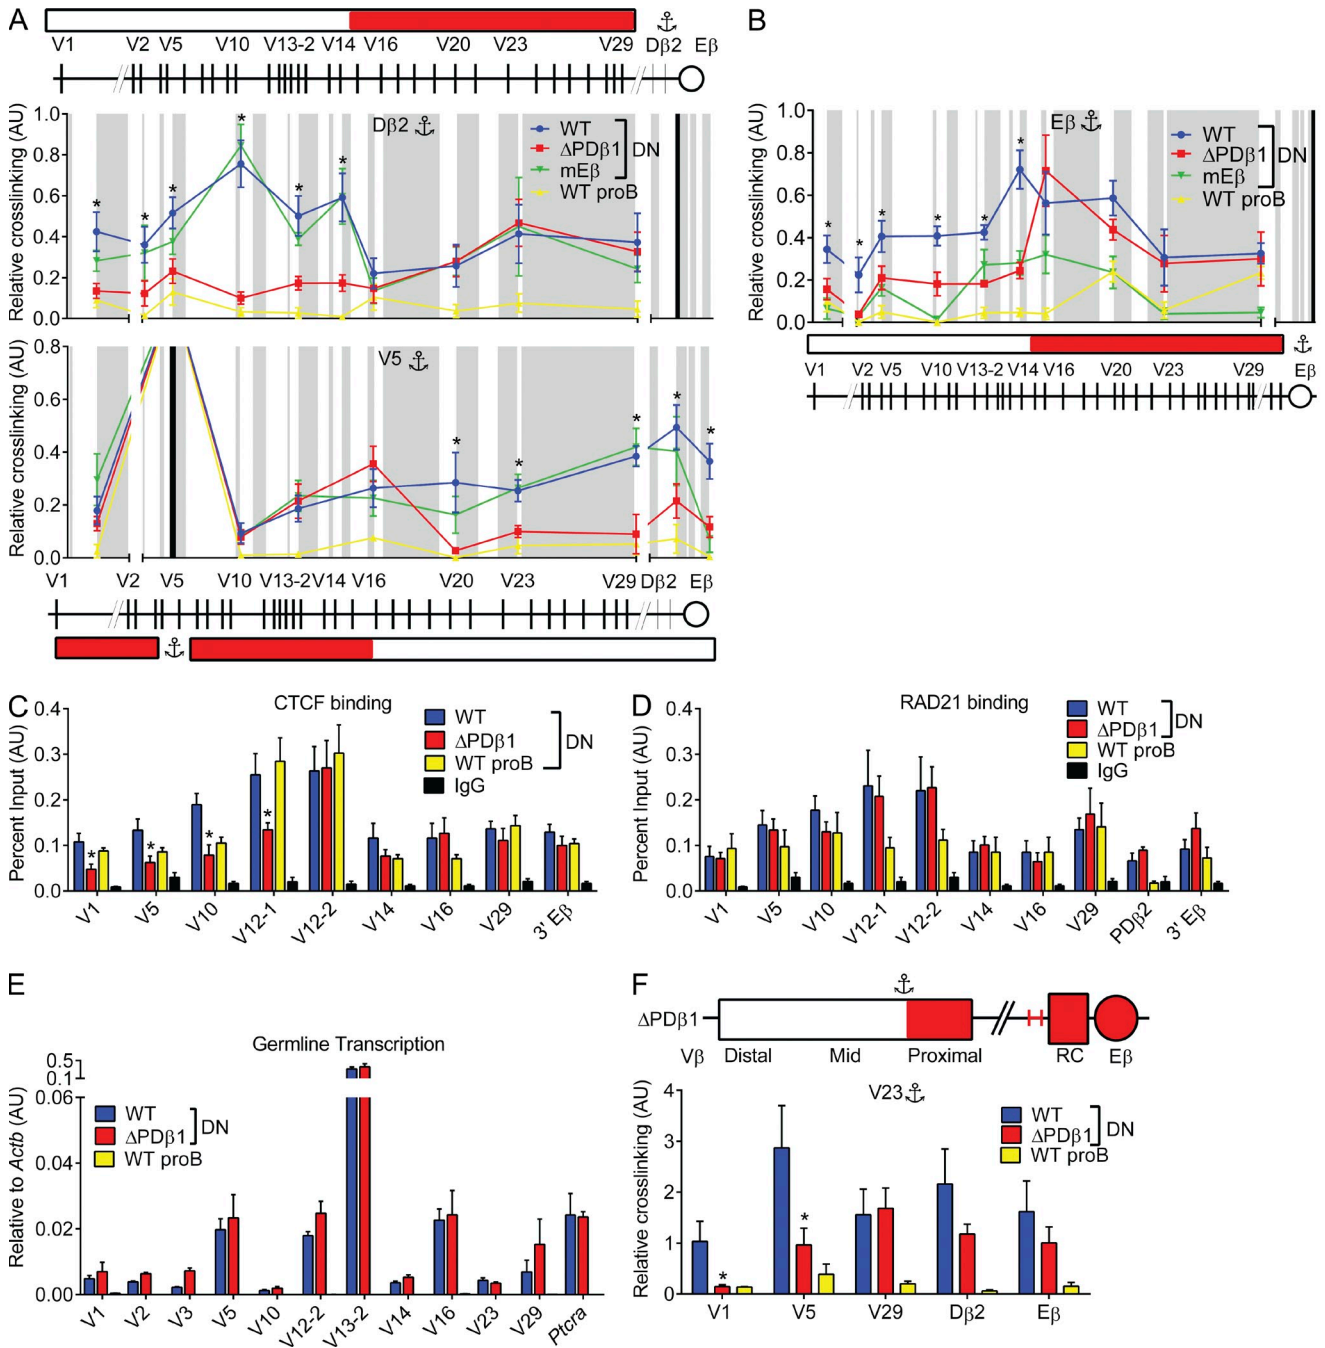 A
V1 V2 V5 V10 V13-2 V14 V16 V20 V23 V29 Dβ2 Eβ
Relative crosslinking (AU)
1.0
0.8
0.6
0.4
0.2
0.0
Dβ2
WT
ΔPDβ1
mEβ
DN
WT proB
* * * * * *
Relative crosslinking (AU)
0.8
0.6
0.4
0.2
0.0
V5
* * * * *
V1 V2 V5 V10 V13-2 V14 V16 V20 V23 V29 Dβ2 Eβ
B
Relative crosslinking (AU)
1.0
0.8
0.6
0.4
0.2
0.0
Eβ
WT
ΔPDβ1
mEβ
DN
WT proB
* * * * * *
V1 V2 V5 V10 V13-2 V14 V16 V20 V23 V29 Eβ
C
CTCF binding
Percent Input (AU)
0.4
0.3
0.2
0.1
0.0
WT
ΔPDβ1
WT proB
DN
IgG
* * * *
V1 V5 V10 V12-1 V12-2 V14 V16 V29 3' Eβ
D
RAD21 binding
Percent Input (AU)
0.4
0.3
0.2
0.1
0.0
WT
ΔPDβ1
DN
WT proB
IgG
V1 V5 V10 V12-1 V12-2 V14 V16 V29 PDβ2 3' Eβ
E
Germline Transcription
Relative to Actb (AU)
0.5
0.1
0.06
0.04
0.02
0.00
WT
ΔPDβ1
DN
WT proB
V1 V2 V3 V5 V10 V12-2 V13-2 V14 V16 V23 V29 Ptcra
F
ΔPDβ1
Vβ Distal Mid Proximal RC Eβ
V23
Relative crosslinking (AU)
4
3
2
1
0
WT
ΔPDβ1
DN
WT proB
* *
V1 V5 V29 Dβ2 Eβ